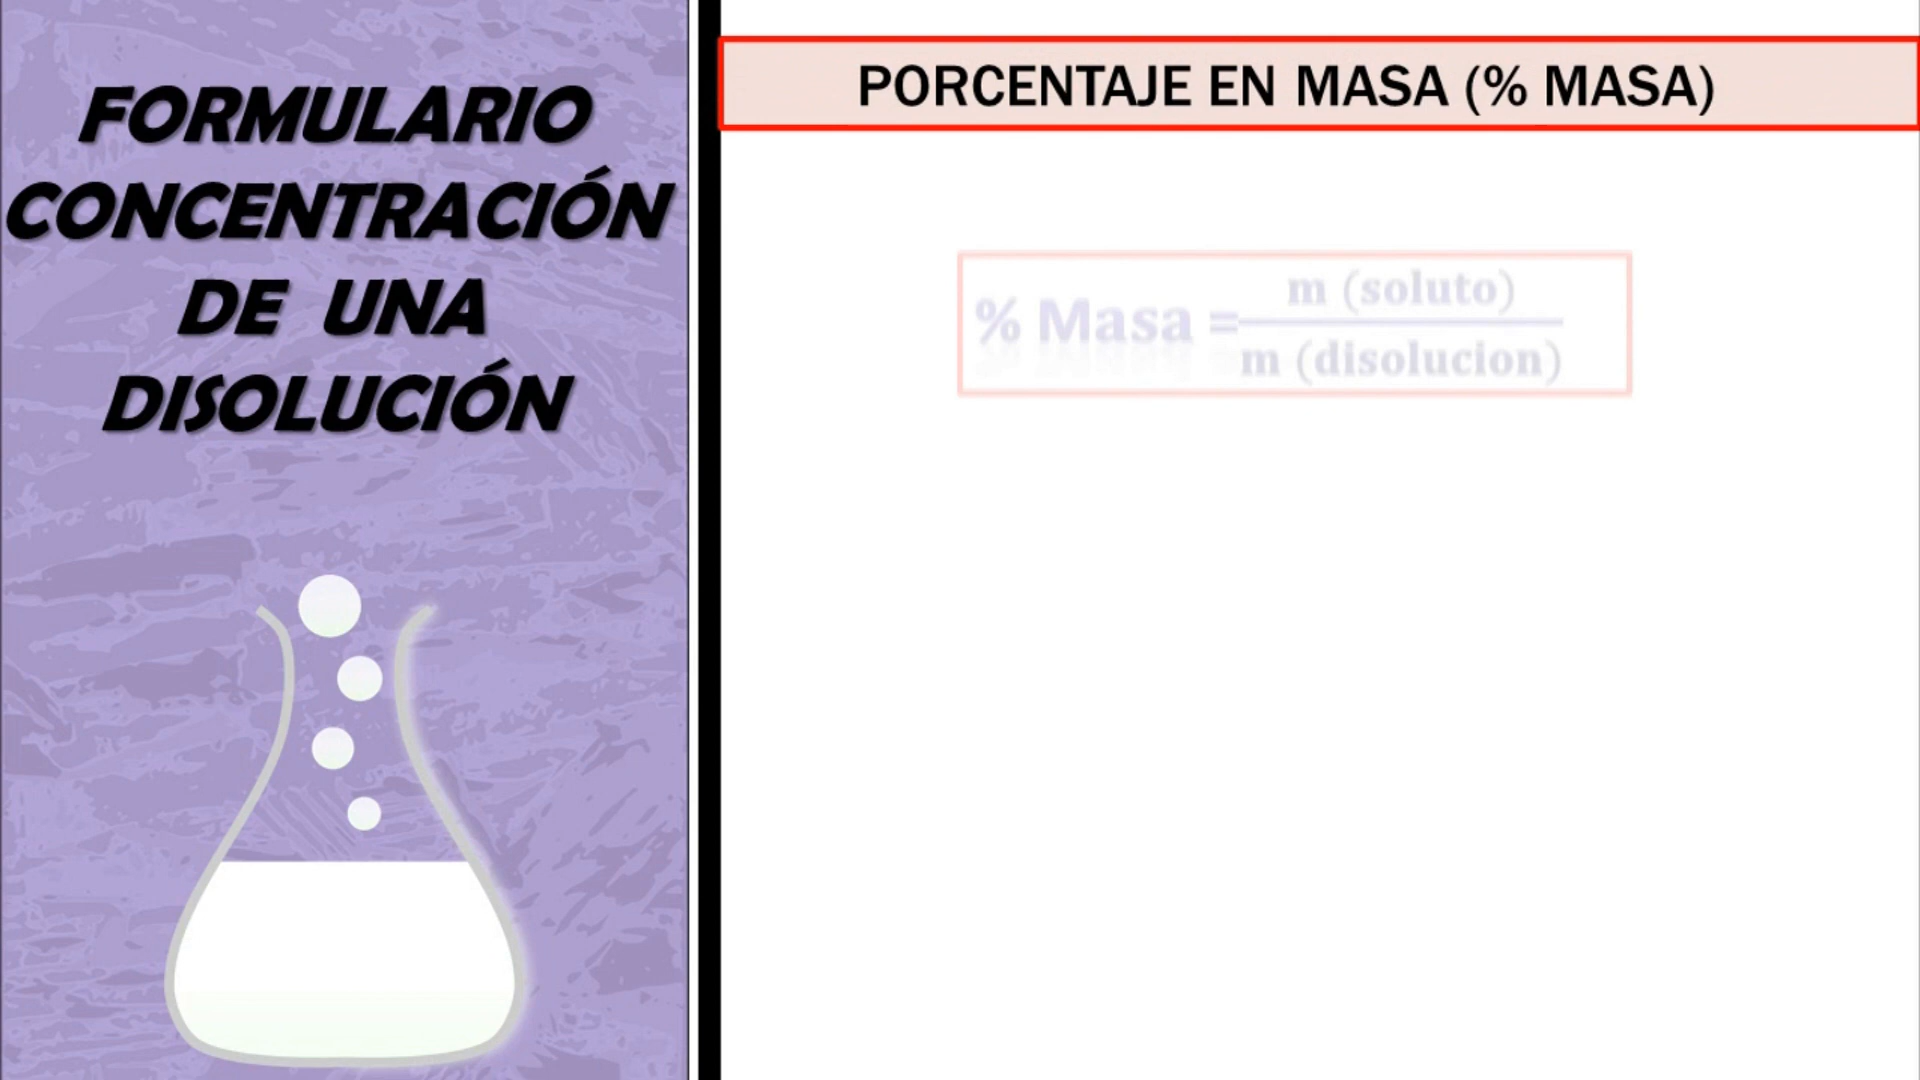 FORMULARIO
CONCENTRACIÓN
DE UNA
DISOLUCIÓN
PORCENTAJE EN MASA (% MASA)
% Masa = m (soluto) / m (disolucion)